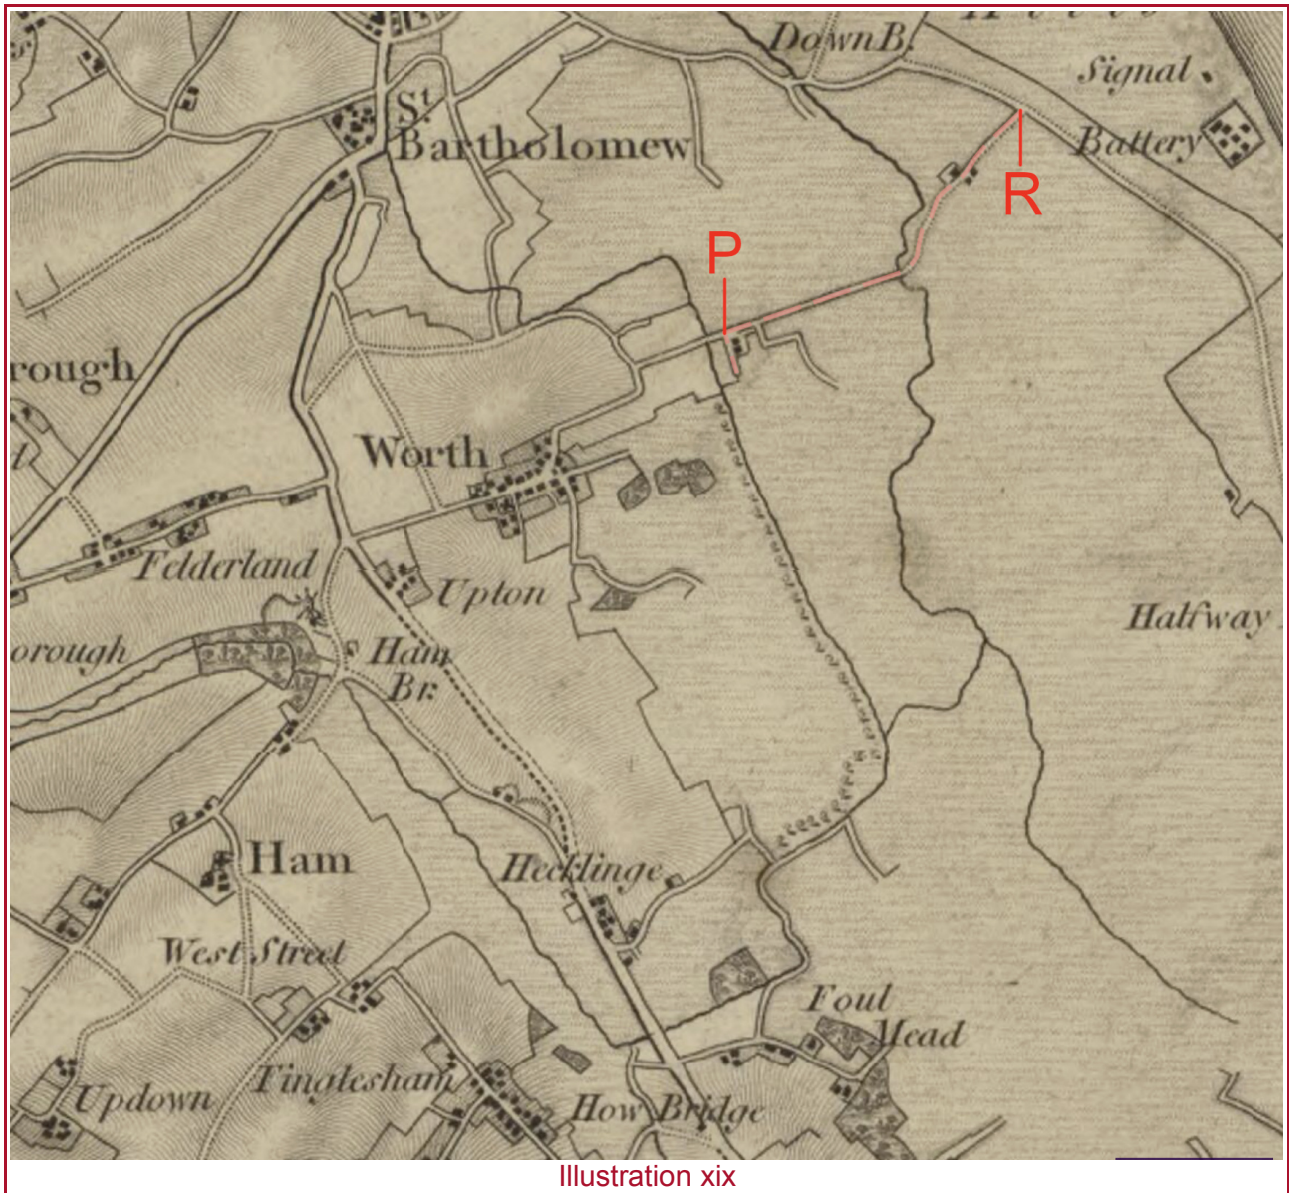 Down B.
Signal
St.
Bartholomew
Battery
R
P
rough
Worth
Felderland
Upton
Halfway
orough
Ham
Br.
Ham
Hecklinge
West Street
Foul
Mead
Updown
Tinglesham
How Bridge
Illustration xix